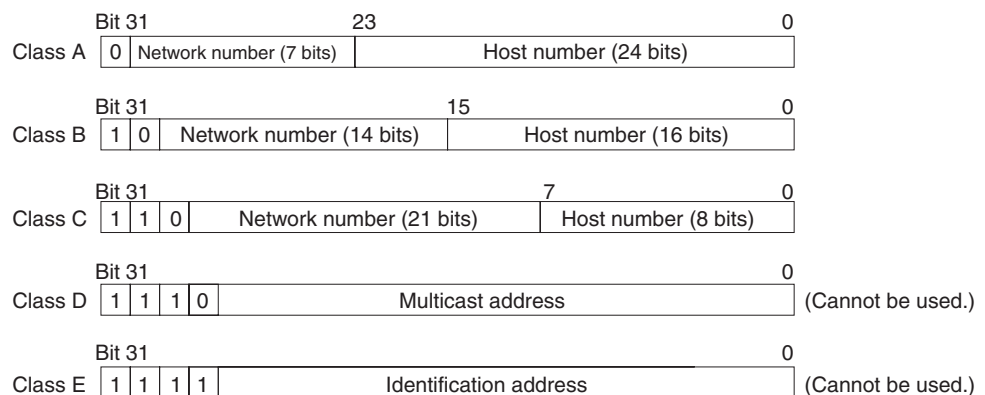 Bit 31 23 0
Class A 0 Network number (7 bits) Host number (24 bits)
Bit 31 15 0
Class B 1 0 Network number (14 bits) Host number (16 bits)
Bit 31 7 0
Class C 1 1 0 Network number (21 bits) Host number (8 bits)
Bit 31 0
Class D 1 1 1 0 Multicast address (Cannot be used.)
Bit 31 0
Class E 1 1 1 1 Identification address (Cannot be used.)